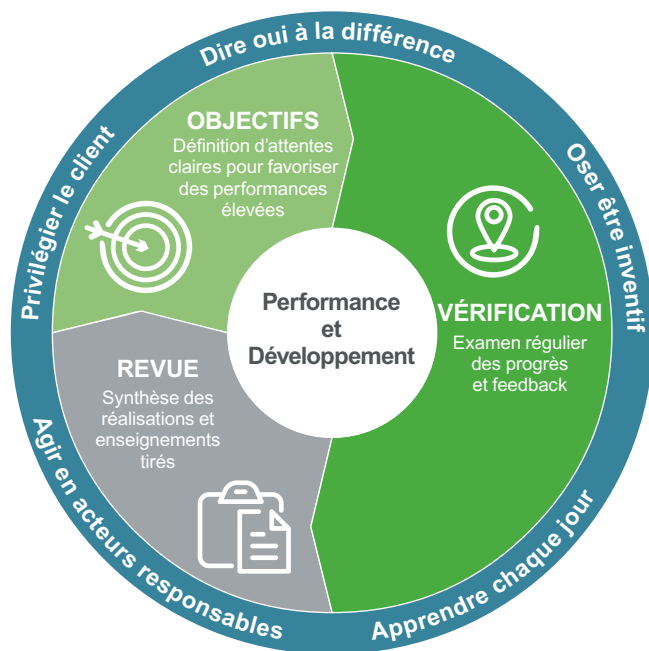 Dire oui à la différence
Oser être inventif
Apprendre chaque jour
Agir en acteurs responsables
Privilégier le client
OBJECTIFS
Définition d'attentes
claires pour favoriser
des performances
élevées
VÉRIFICATION
Examen régulier
des progrès
et feedback
REVUE
Synthèse des
réalisations et
enseignements
tirés
Performance
et
Développement